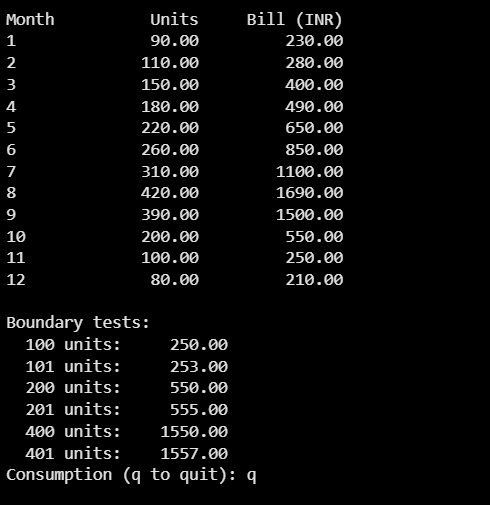 Month Units Bill (INR)
1 90.00 230.00
2 110.00 280.00
3 150.00 400.00
4 180.00 490.00
5 220.00 650.00
6 260.00 850.00
7 310.00 1100.00
8 420.00 1690.00
9 390.00 1500.00
10 200.00 550.00
11 100.00 250.00
12 80.00 210.00
Boundary tests:
100 units: 250.00
101 units: 253.00
200 units: 550.00
201 units: 555.00
400 units: 1550.00
401 units: 1557.00
Consumption (q to quit): q